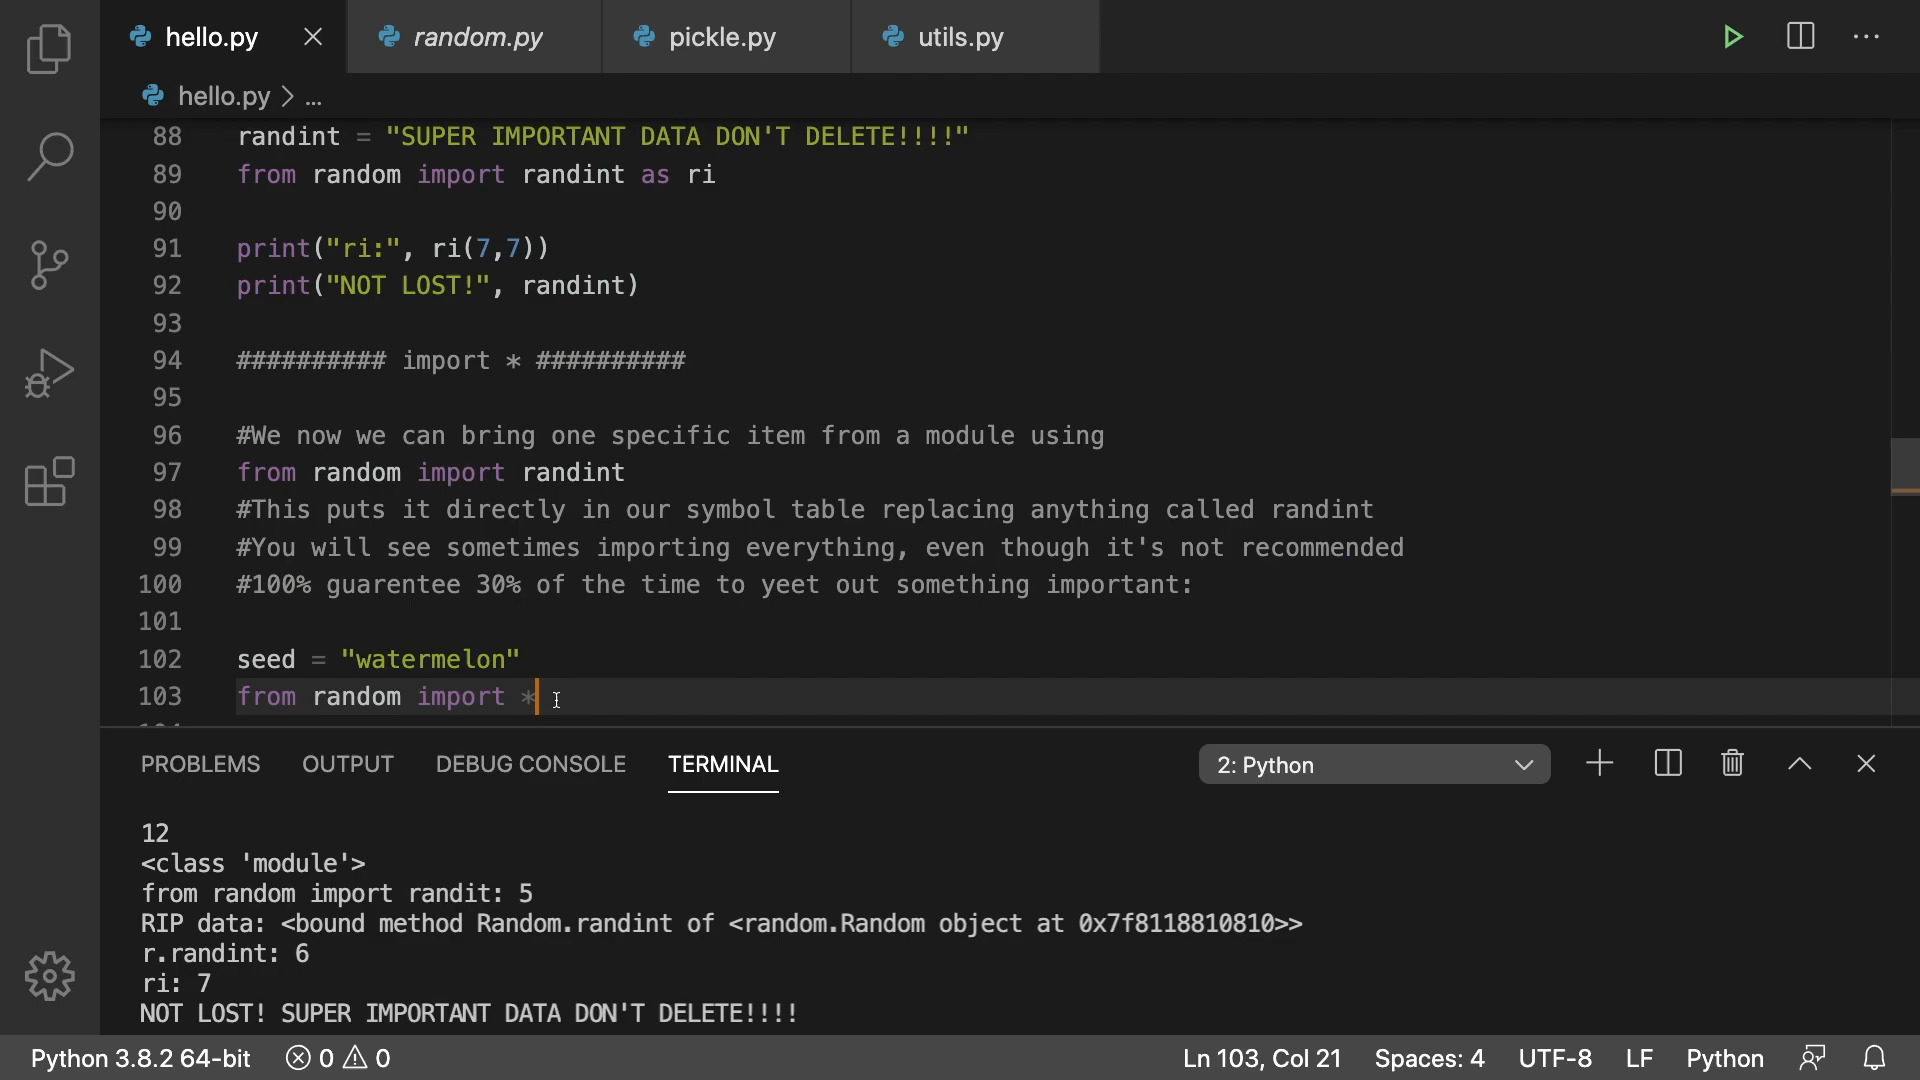 hello.py
random.py
pickle.py
utils.py
hello.py > ...
88 randint = "SUPER IMPORTANT DATA DON'T DELETE!!!!"
89 from random import randint as ri
90
91 print("ri:", ri(7,7))
92 print("NOT LOST!", randint)
93
94 ########## import * ##########
95
96 #We now we can bring one specific item from a module using
97 from random import randint
98 #This puts it directly in our symbol table replacing anything called randint
99 #You will see sometimes importing everything, even though it's not recommended
100 #100% guarentee 30% of the time to yeet out something important:
101
102 seed = "watermelon"
103 from random import *
PROBLEMS OUTPUT DEBUG CONSOLE TERMINAL 2: Python
12
<class 'module'>
from random import randit: 5
RIP data: <bound method Random.randint of <random.Random object at 0x7f8118810810>>
r.randint: 6
ri: 7
NOT LOST! SUPER IMPORTANT DATA DON'T DELETE!!!!
Python 3.8.2 64-bit 0 0 Ln 103, Col 21 Spaces: 4 UTF-8 LF Python